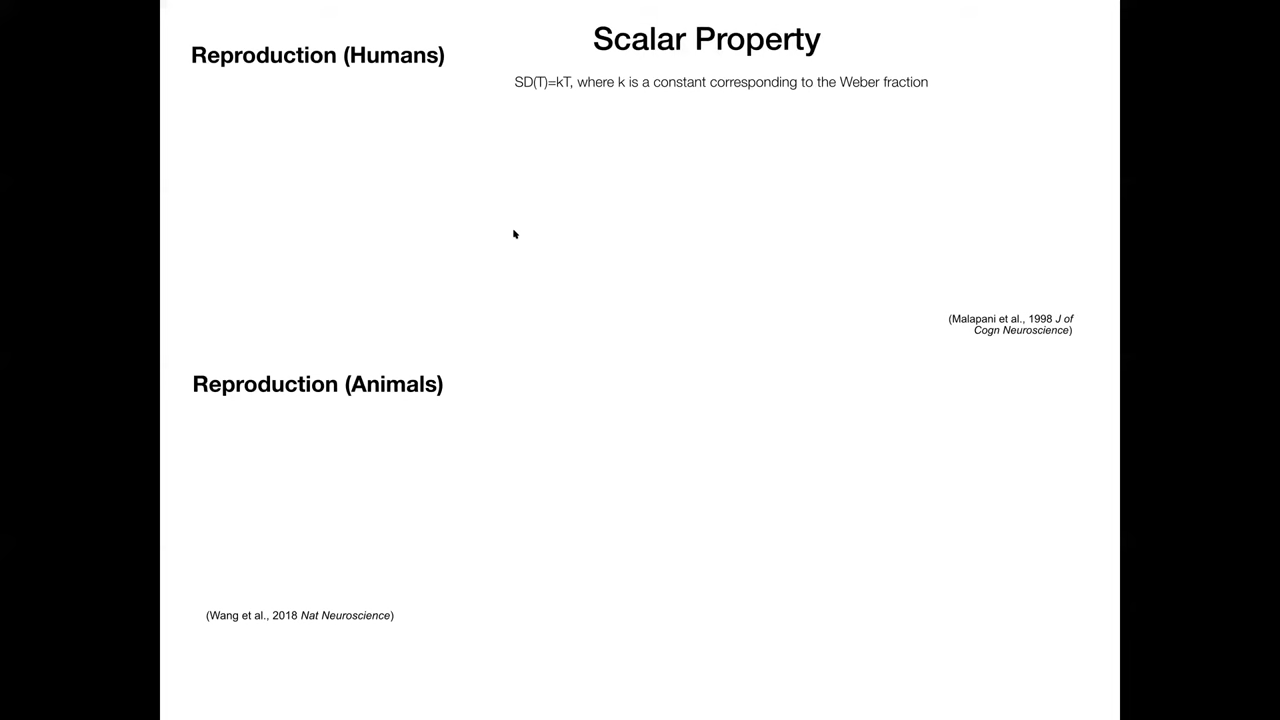 Scalar Property
Reproduction (Humans)
SD(T)=kT, where k is a constant corresponding to the Weber fraction
(Malapani et al., 1998 J of
Cogn Neuroscience)
Reproduction (Animals)
(Wang et al., 2018 Nat Neuroscience)